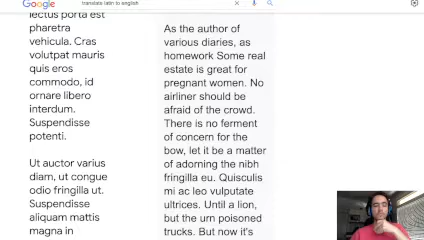 Google
translate latin to english
lectus porta est
pharetra
vehicula. Cras
volutpat mauris
quis eros
commodo, id
ornare libero
interdum.
Suspendisse
potenti.
Ut auctor varius
diam, ut congue
odio fringilla ut.
Suspendisse
aliquam mattis
magna in
As the author of
various diaries, as
homework Some real
estate is great for
pregnant women. No
airliner should be
afraid of the crowd.
There is no ferment
of concern for the
bow, let it be a matter
of adorning the nibh
fringilla eu. Quisculis
mi ac leo vulputate
ultrices. Until a lion,
but the urn poisoned
trucks. But now it's